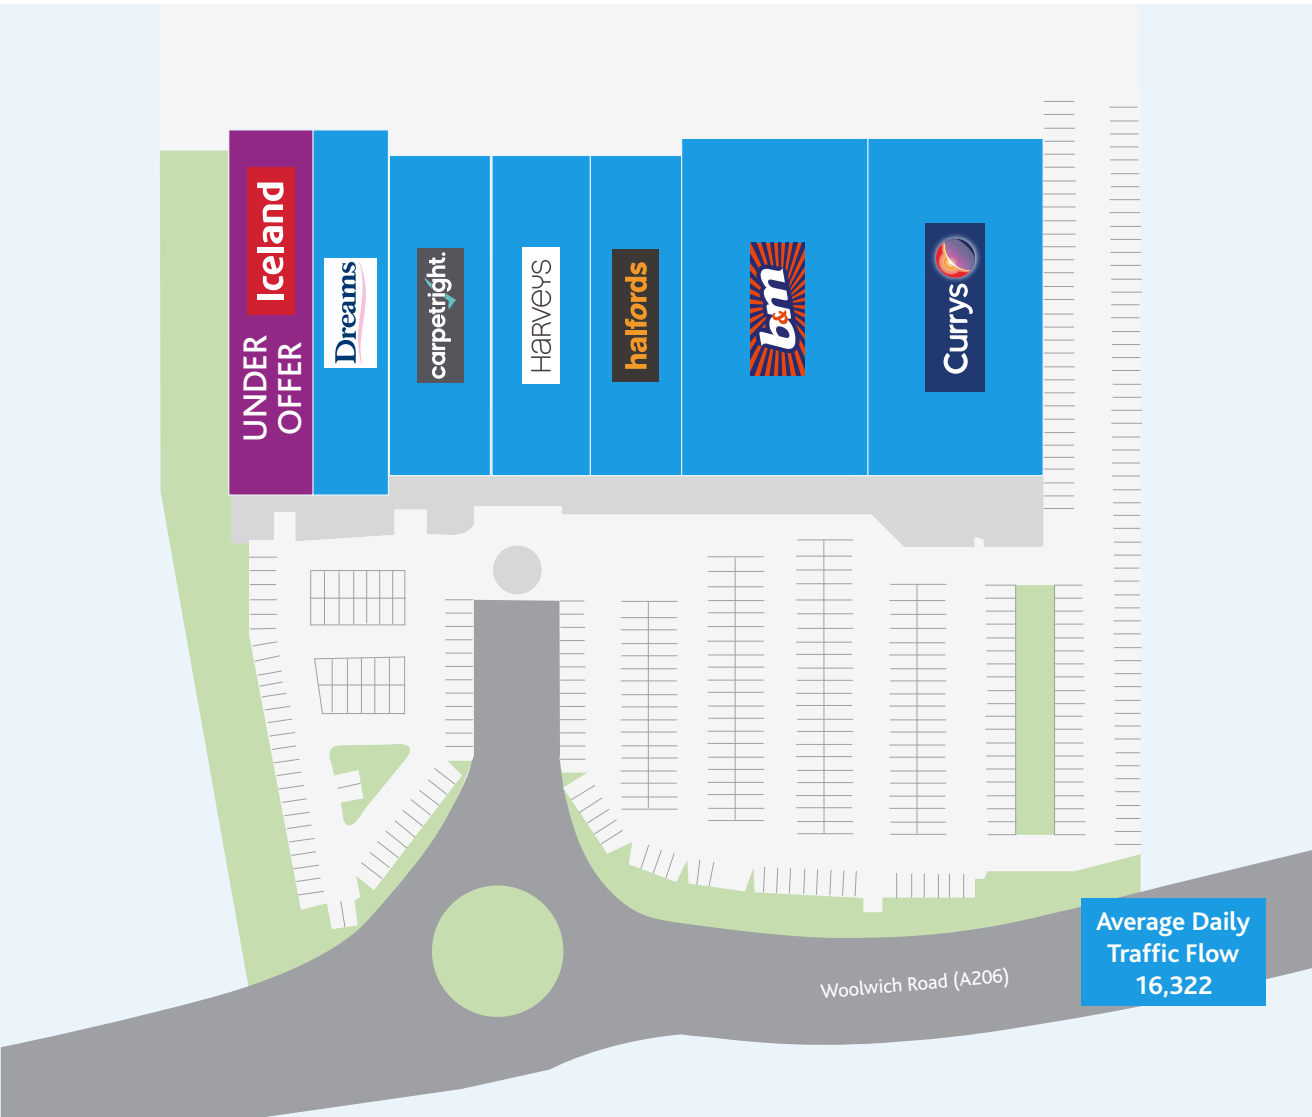 UNDER
OFFER
Iceland
Dreams
carpetright.
HARVEYS
halfords
b&m
Currys
Woolwich Road (A206)
Average Daily
Traffic Flow
16,322